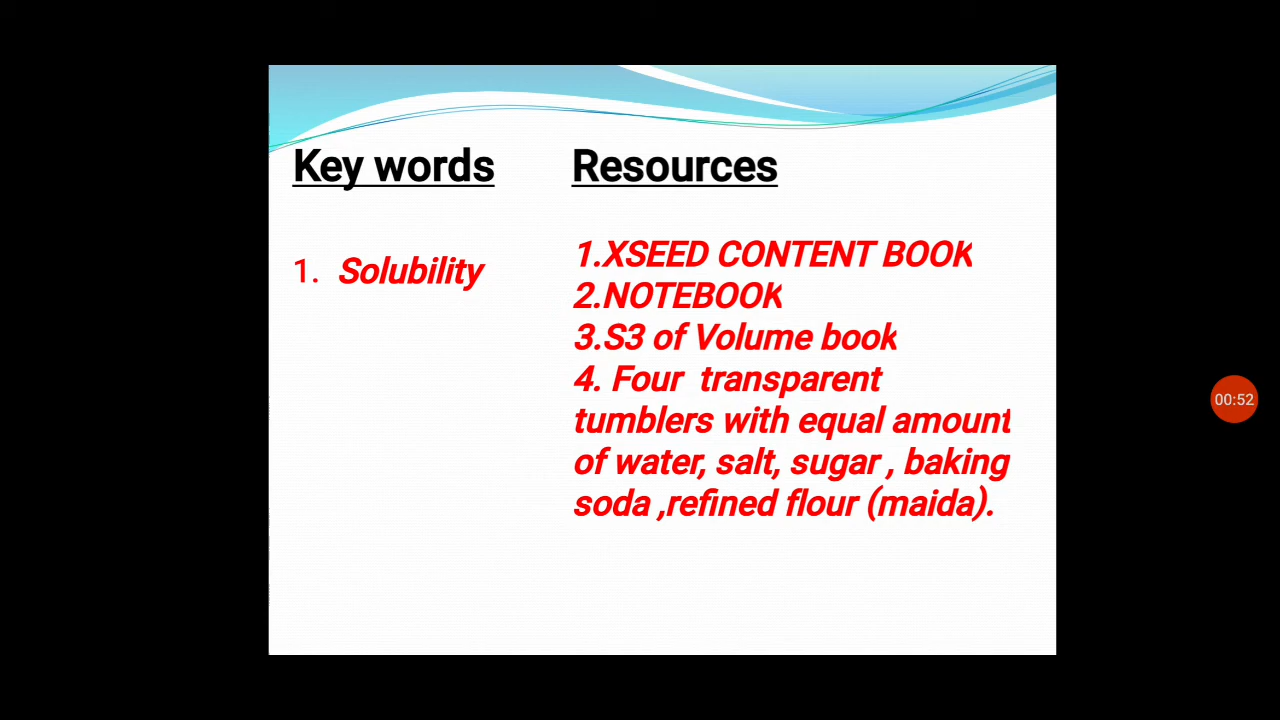 Key words
1. Solubility
Resources
1.XSEED CONTENT BOOK
2.NOTEBOOK
3.S3 of Volume book
4. Four transparent
tumblers with equal amount
of water, salt, sugar , baking
soda ,refined flour (maida).
00:52